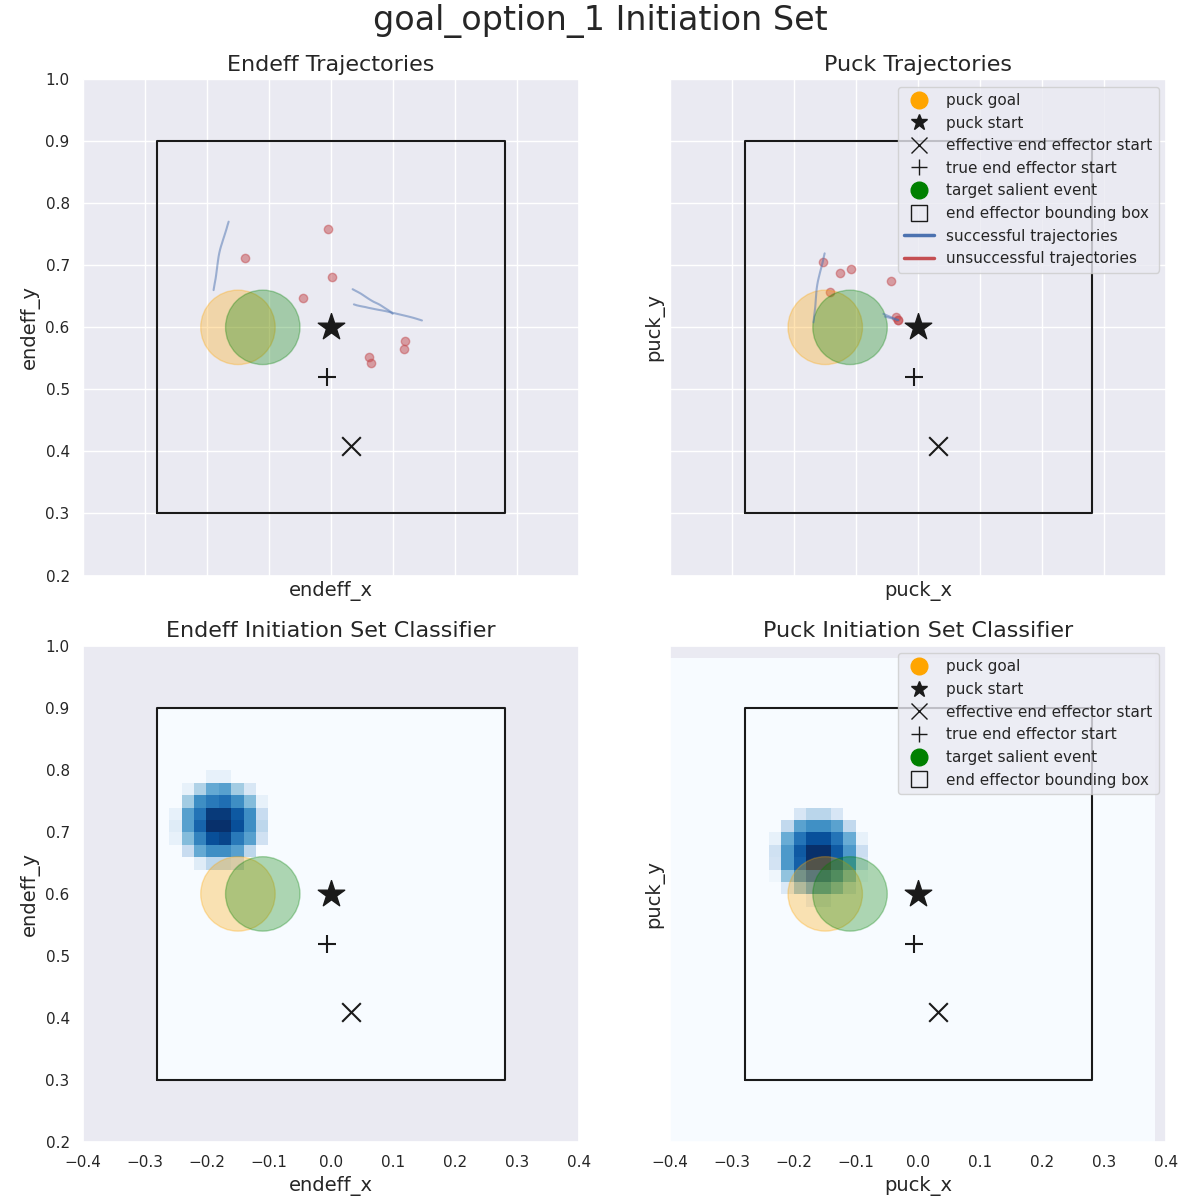 goal_option_1 Initiation Set
Endeff Trajectories
Puck Trajectories
1.0
0.9
0.8
0.7
0.6
0.5
0.4
0.3
0.2
endeff_y
endeff_x
puck_y
puck_x
puck goal
puck start
effective end effector start
true end effector start
target salient event
end effector bounding box
successful trajectories
unsuccessful trajectories
Endeff Initiation Set Classifier
Puck Initiation Set Classifier
1.0
0.9
0.8
0.7
0.6
0.5
0.4
0.3
0.2
endeff_y
−0.4 −0.3 −0.2 −0.1 0.0 0.1 0.2 0.3 0.4
endeff_x
puck_y
puck goal
puck start
effective end effector start
true end effector start
target salient event
end effector bounding box
−0.4 −0.3 −0.2 −0.1 0.0 0.1 0.2 0.3 0.4
puck_x